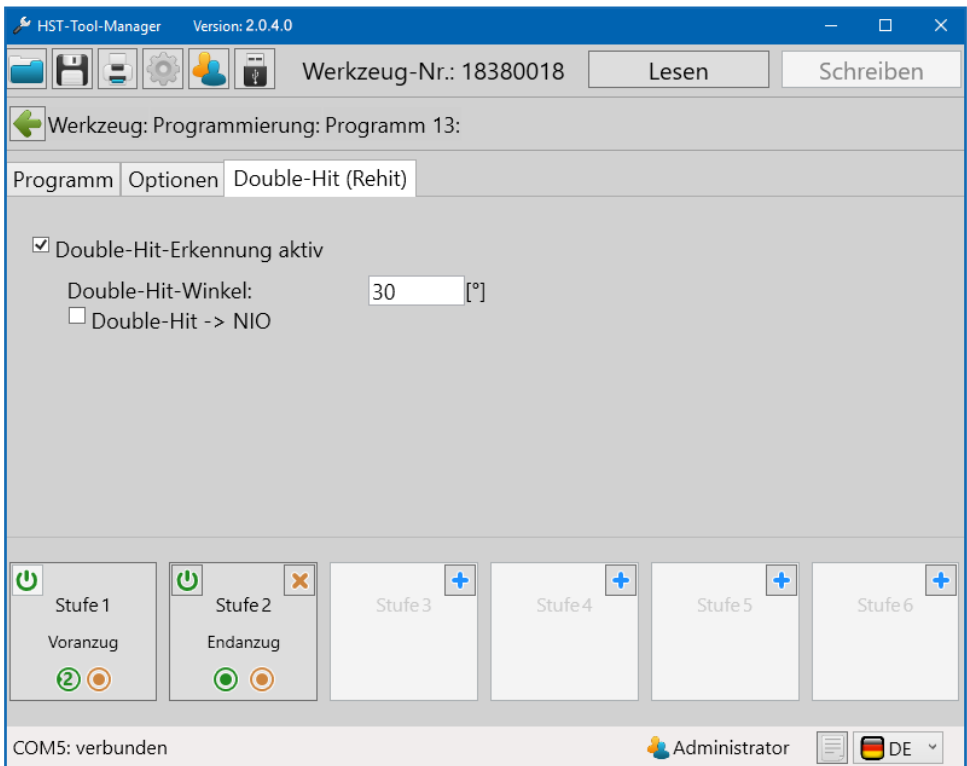 HST-Tool-Manager Version: 2.0.4.0
Werkzeug-Nr.: 18380018 Lesen Schreiben
Werkzeug: Programmierung: Programm 13:
Programm Optionen Double-Hit (Rehit)
Double-Hit-Erkennung aktiv
Double-Hit-Winkel: 30 [°]
Double-Hit -> NIO
Stufe 1 Stufe 2 Stufe 3 Stufe 4 Stufe 5 Stufe 6
Voranzug Endanzug
2
COM5: verbunden Administrator DE